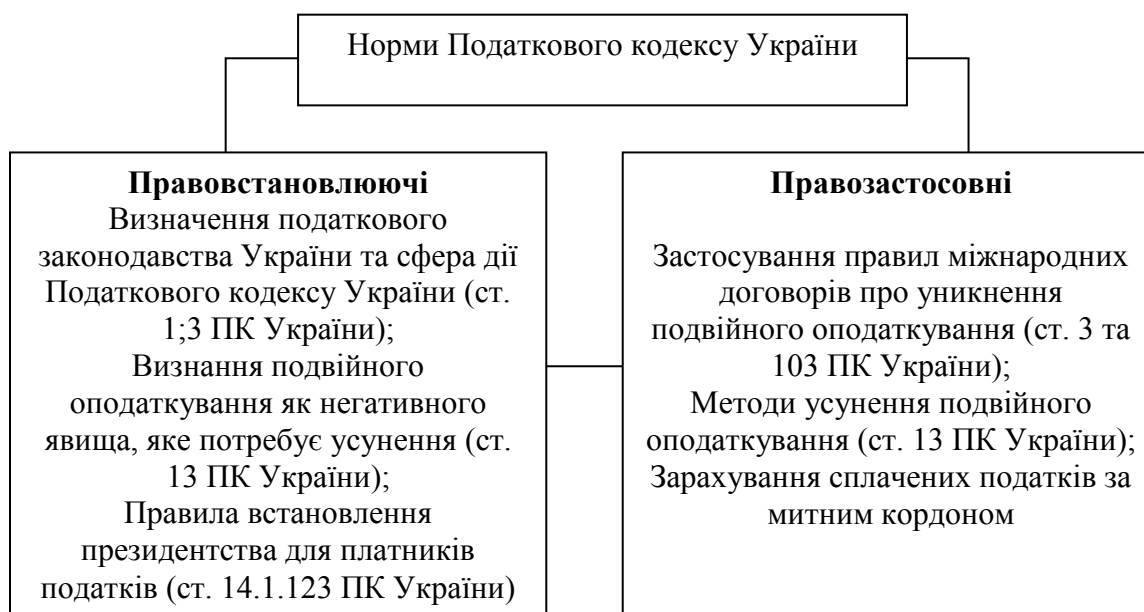 Норми Податкового кодексу України
Правовстановлюючі
Визначення податкового
законодавства України та сфера дії
Податкового кодексу України (ст.
1;3 ПК України);
Визнання подвійного
оподаткування як негативного
явища, яке потребує усунення (ст.
13 ПК України);
Правила встановлення
президентства для платників
податків (ст. 14.1.123 ПК України)
Правозастосовні
Застосування правил міжнародних
договорів про уникнення
подвійного оподаткування (ст. 3 та
103 ПК України);
Методи усунення подвійного
оподаткування (ст. 13 ПК України);
Зарахування сплачених податків за
митним кордоном